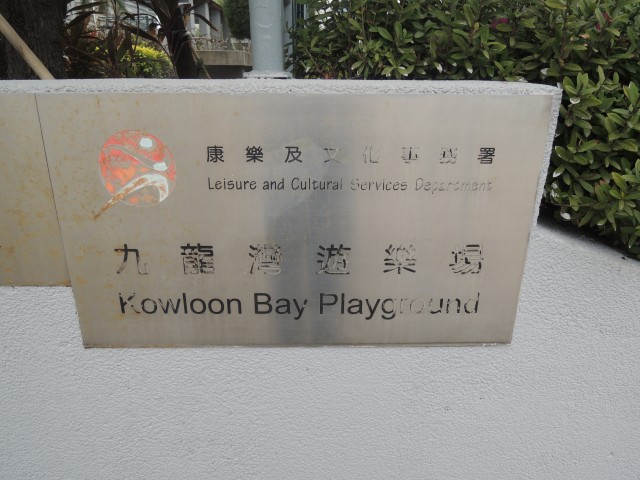 康樂及文化事務署
Leisure and Cultural Services Department
九龍灣遊樂場
Kowloon Bay Playground